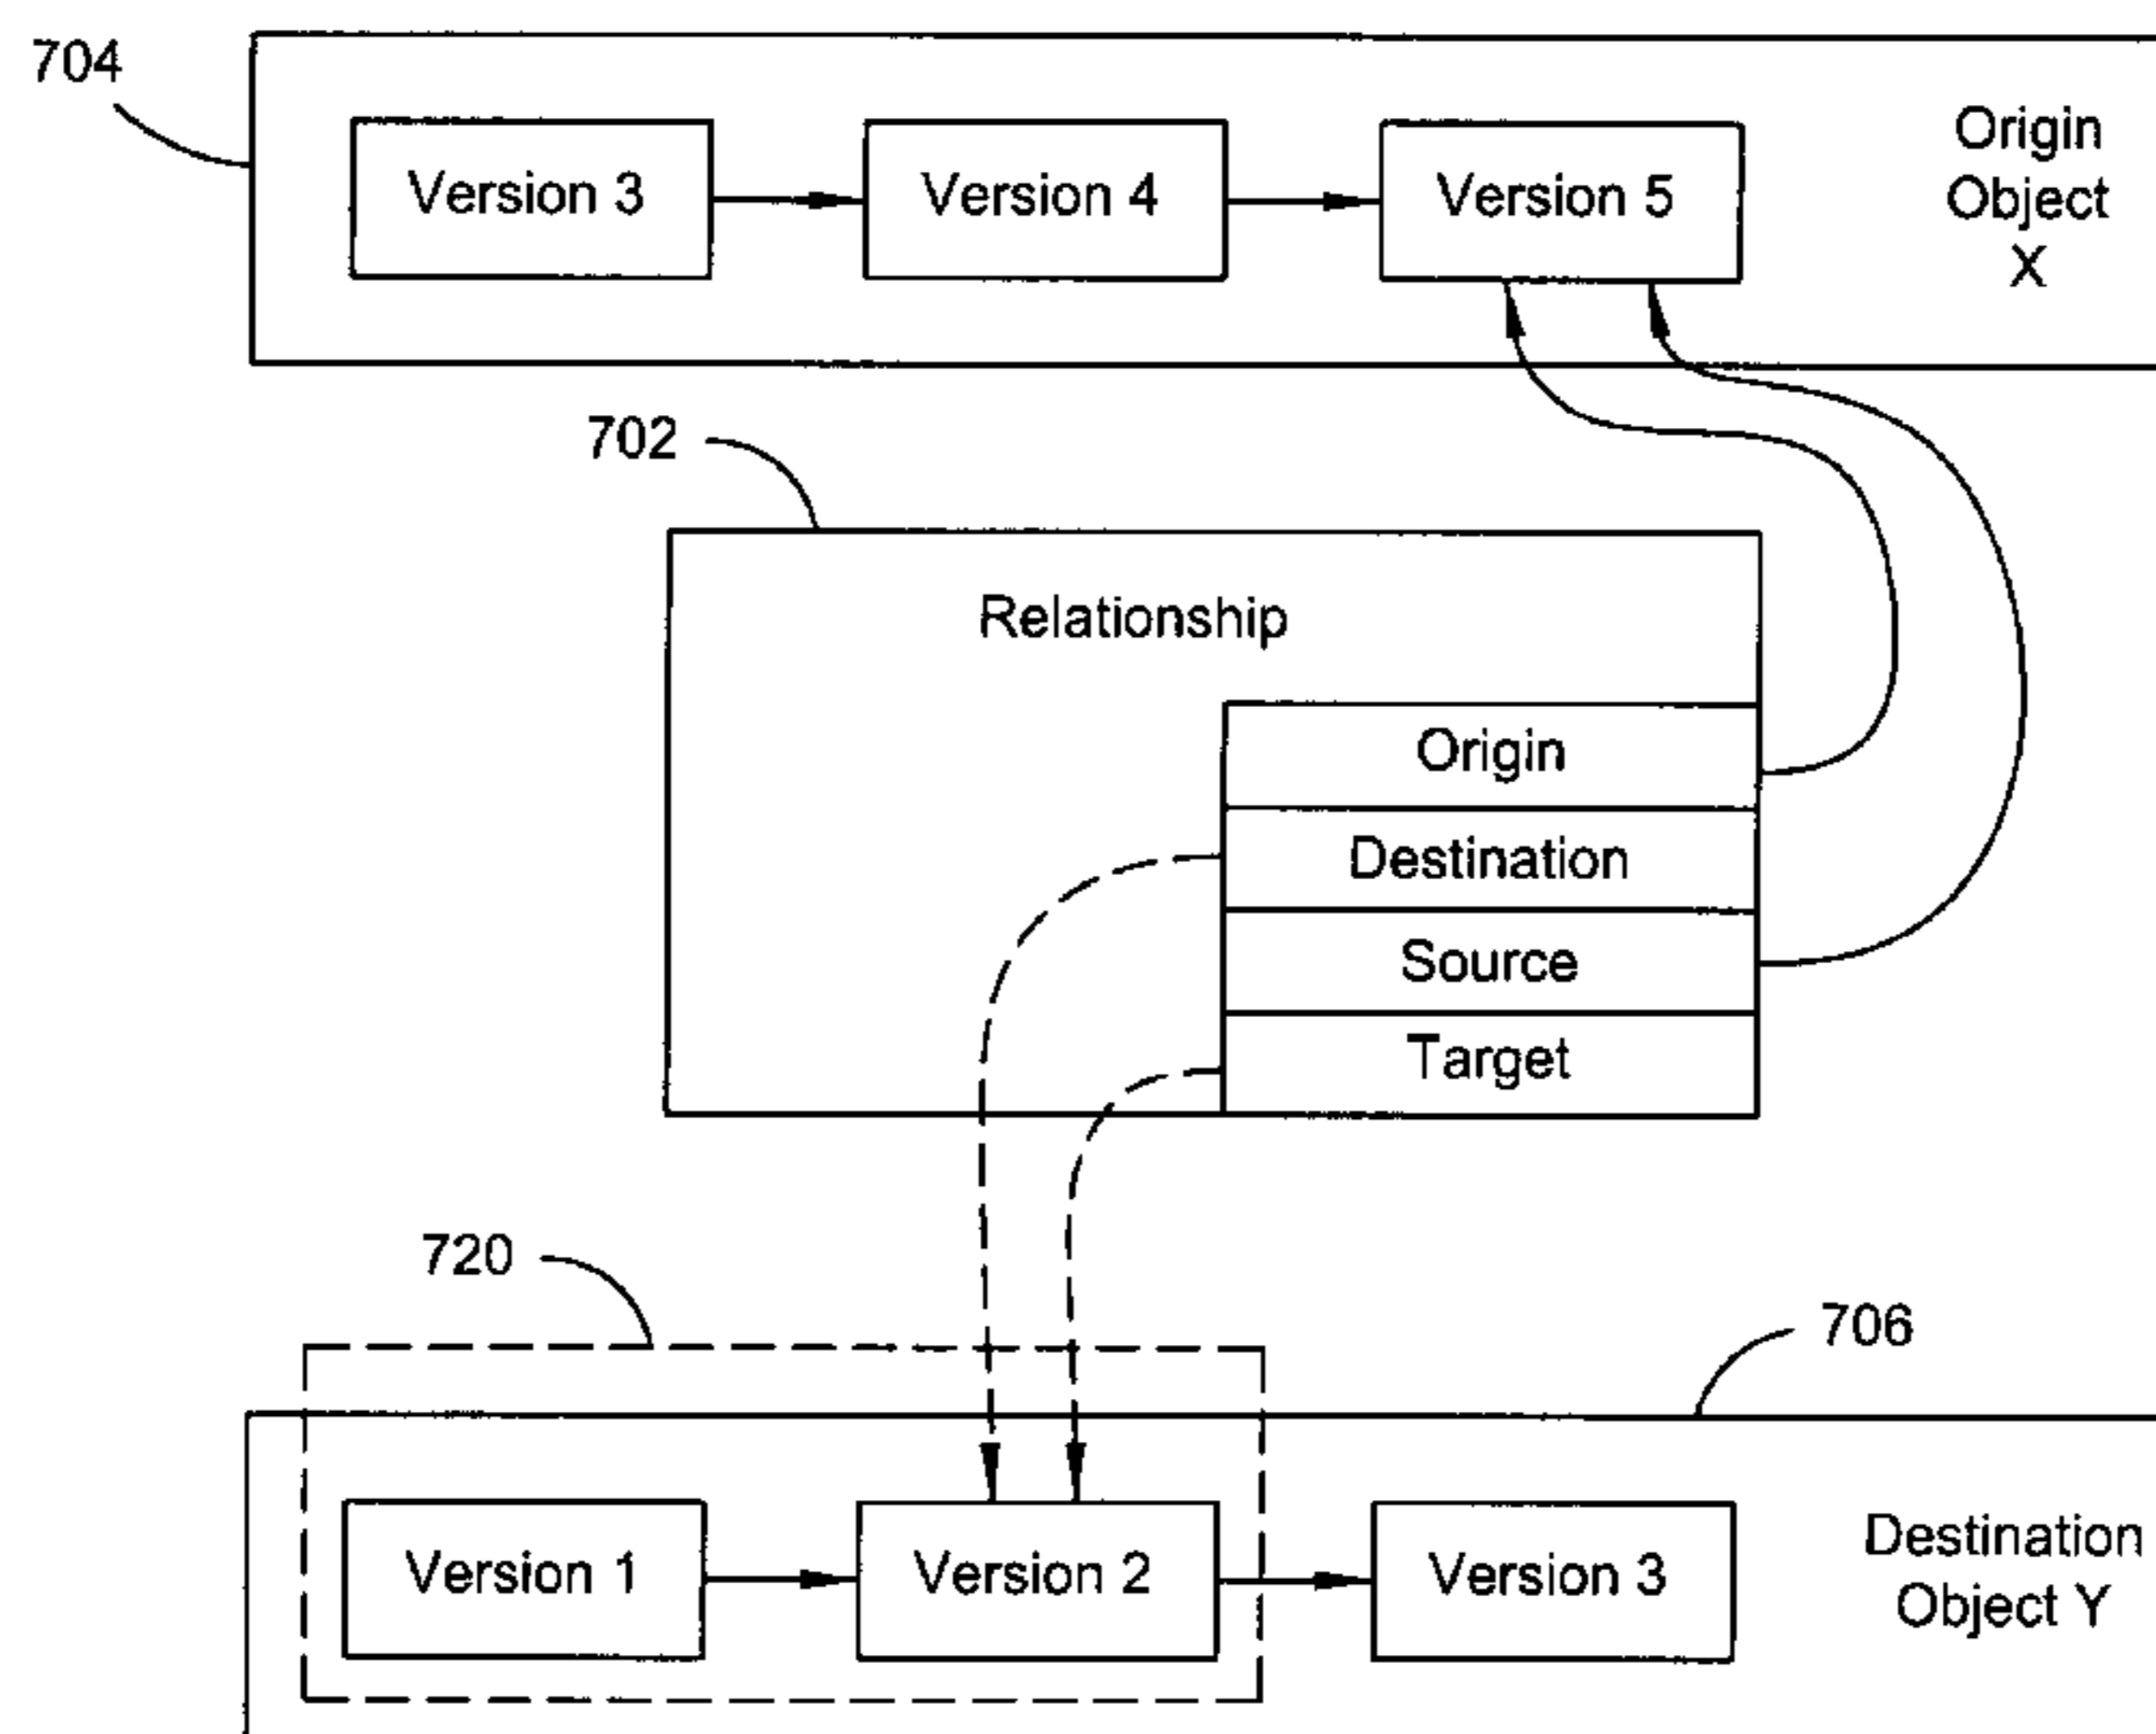 704
Version 3
Version 4
Version 5
Origin
Object
X
702
Relationship
Origin
Destination
Source
Target
720
706
Version 1
Version 2
Version 3
Destination
Object Y